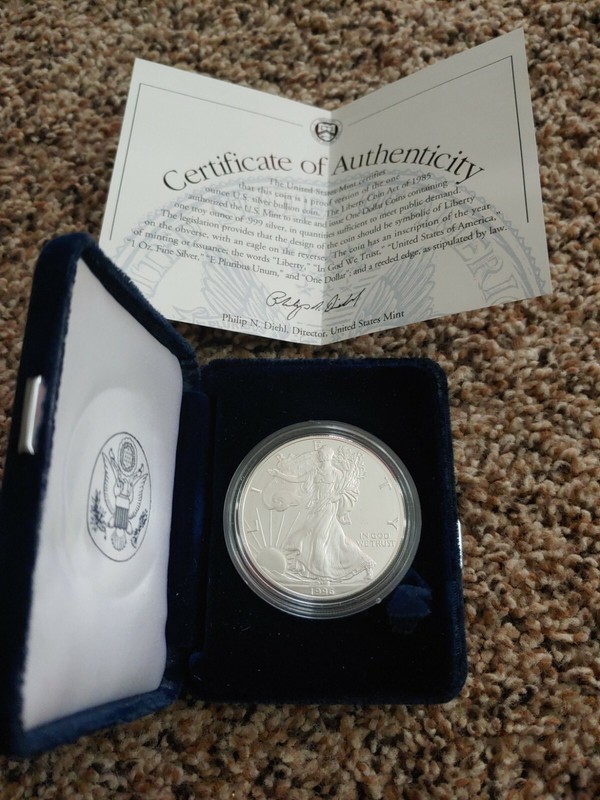 Certificate of Authenticity
The United States Mint certifies
that this coin is a proof version of the one
ounce U.S. silver bullion coin. The Liberty Coin Act of 1985
authorized the U.S. Mint to strike and issue One Dollar Coins containing
one troy ounce of .999 silver, in quantities sufficient to meet public demand.
The legislation provides that the design of the coin should be symbolic of Liberty
on the obverse, with an eagle on the reverse. The coin has an inscription of the year
of minting or issuance, the words "Liberty," "In God We Trust," "United States of America,"
"1 Oz. Fine Silver," "E Pluribus Unum," and "One Dollar", and a reeded edge, as stipulated by law.
Philip N. Diehl
Philip N. Diehl, Director, United States Mint
LIBERTY
IN GOD
WE TRUST
1996